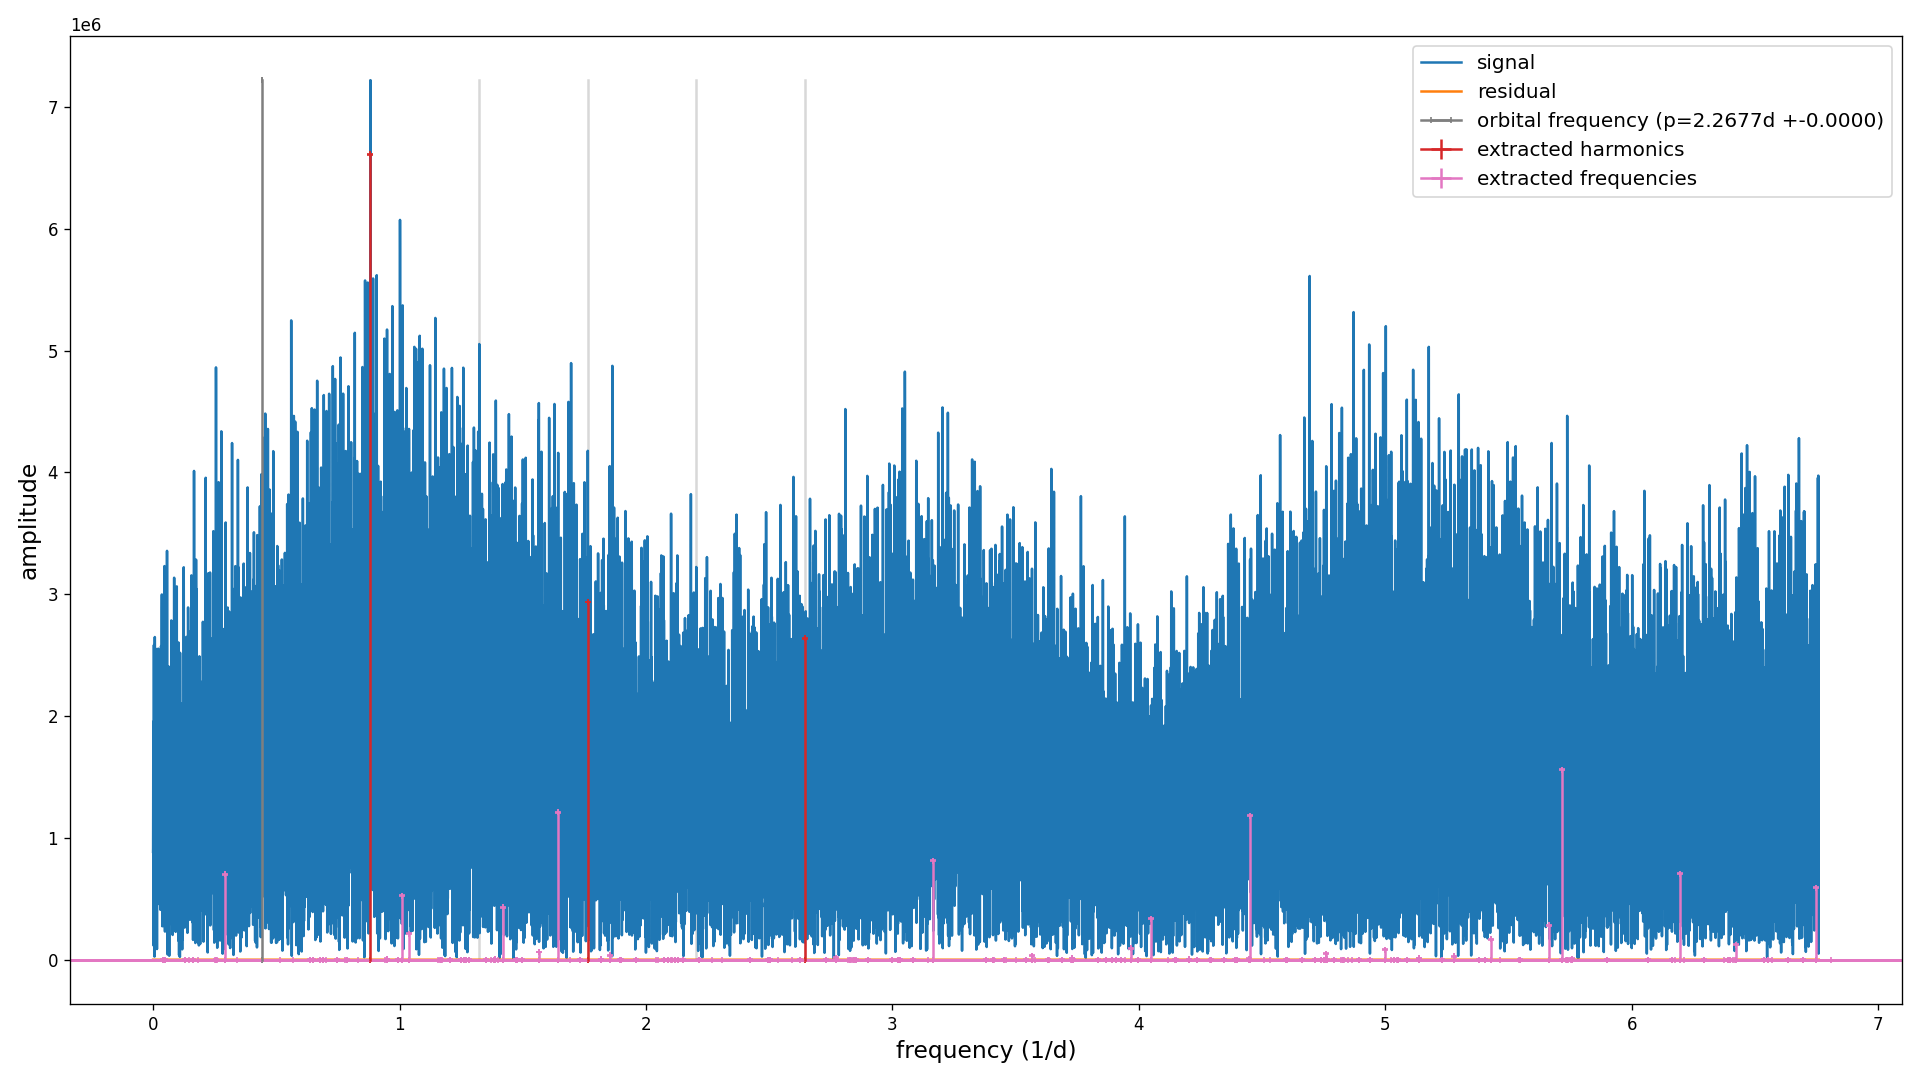 1e6
signal
residual
orbital frequency (p=2.2677d +-0.0000)
extracted harmonics
extracted frequencies
7
6
5
4
3
2
1
0
amplitude
0 1 2 3 4 5 6 7
frequency (1/d)